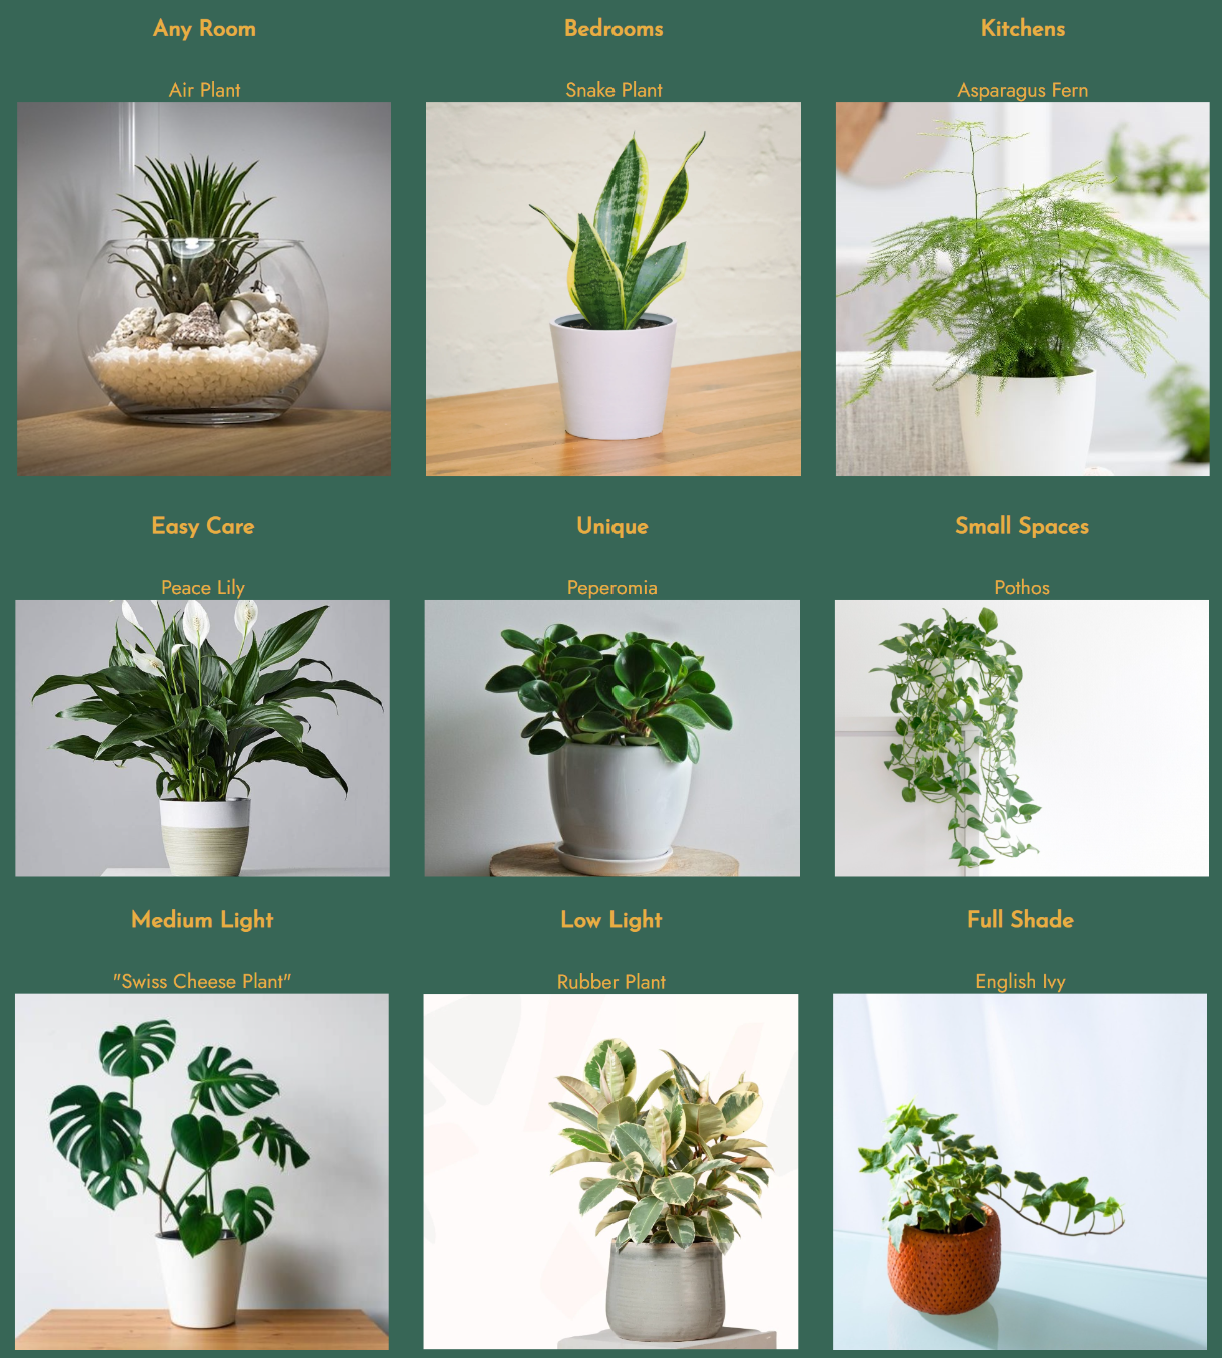 Any Room
Bedrooms
Kitchens
Air Plant
Snake Plant
Asparagus Fern
Easy Care
Unique
Small Spaces
Peace Lily
Peperomia
Pothos
Medium Light
Low Light
Full Shade
"Swiss Cheese Plant"
Rubber Plant
English Ivy